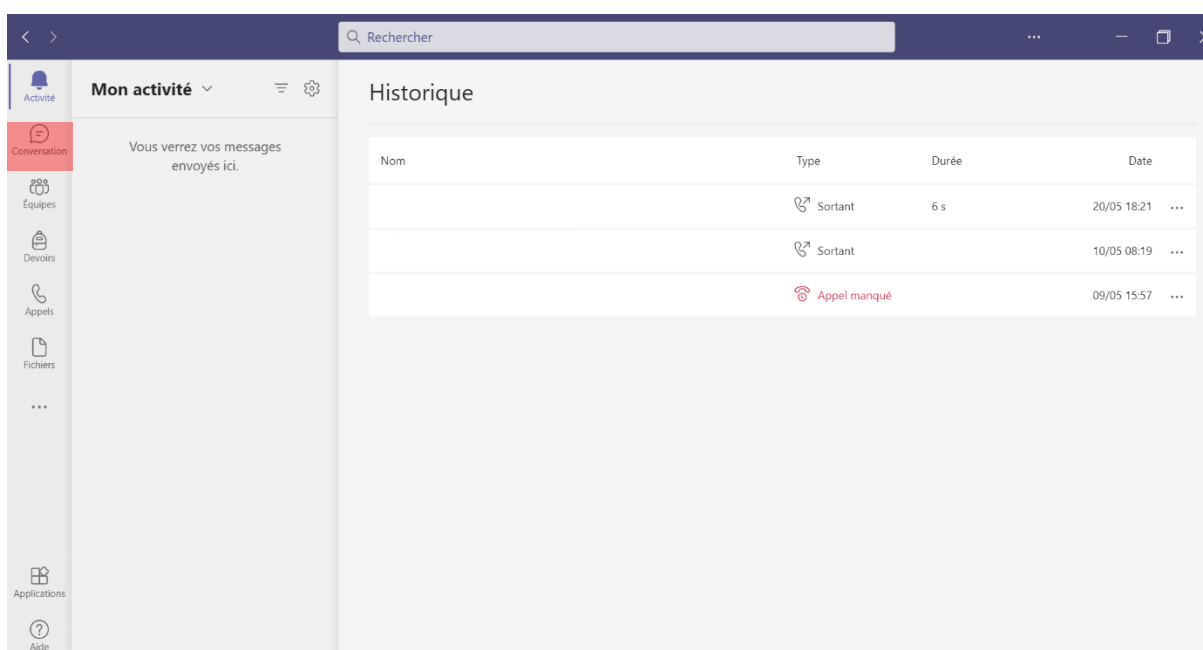 Rechercher
Activité
Conversation
Équipes
Devoirs
Appels
Fichiers
Applications
Aide
Mon activité
Vous verrez vos messages
envoyés ici.
Historique
Nom Type Durée Date
Sortant 6 s 20/05 18:21
Sortant 10/05 08:19
Appel manqué 09/05 15:57